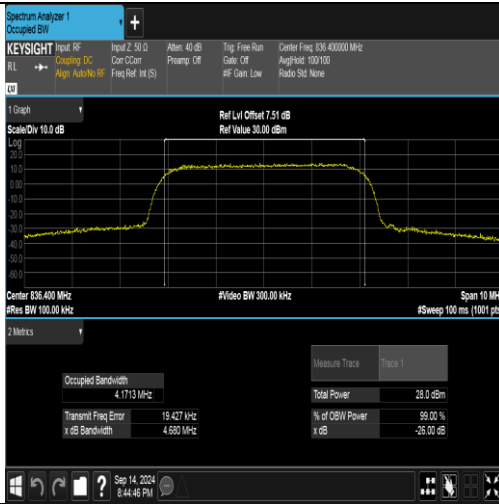 Spectrum Analyzer 1
Occupied BW
+
KEYSIGHT Input: RF Input Z: 50 Ω Atten: 40 dB Trig: Free Run Center Freq: 836.400000 MHz
RL Coupling: DC Corr CCorr Preamp: Off Gate: Off Avg|Hold: 100/100
Align: Auto/No RF Freq Ref: Int (S) #IF Gain: Low Radio Std: None
LXI
1 Graph
Ref Lvl Offset 7.51 dB
Scale/Div 10.0 dB Ref Value 30.00 dBm
Log
20.0
10.0
0.00
-10.0
-20.0
-30.0
-40.0
-50.0
-60.0
Center 836.400 MHz #Video BW 300.00 kHz Span 10 MH
#Res BW 100.00 kHz #Sweep 100 ms (1001 pts
2 Metrics
Measure Trace Trace 1
Occupied Bandwidth
4.1713 MHz
Total Power 28.0 dBm
Transmit Freq Error 19.427 kHz % of OBW Power 99.00 %
x dB Bandwidth 4.680 MHz x dB -26.00 dB
? Sep 14, 2024
8:44:46 PM